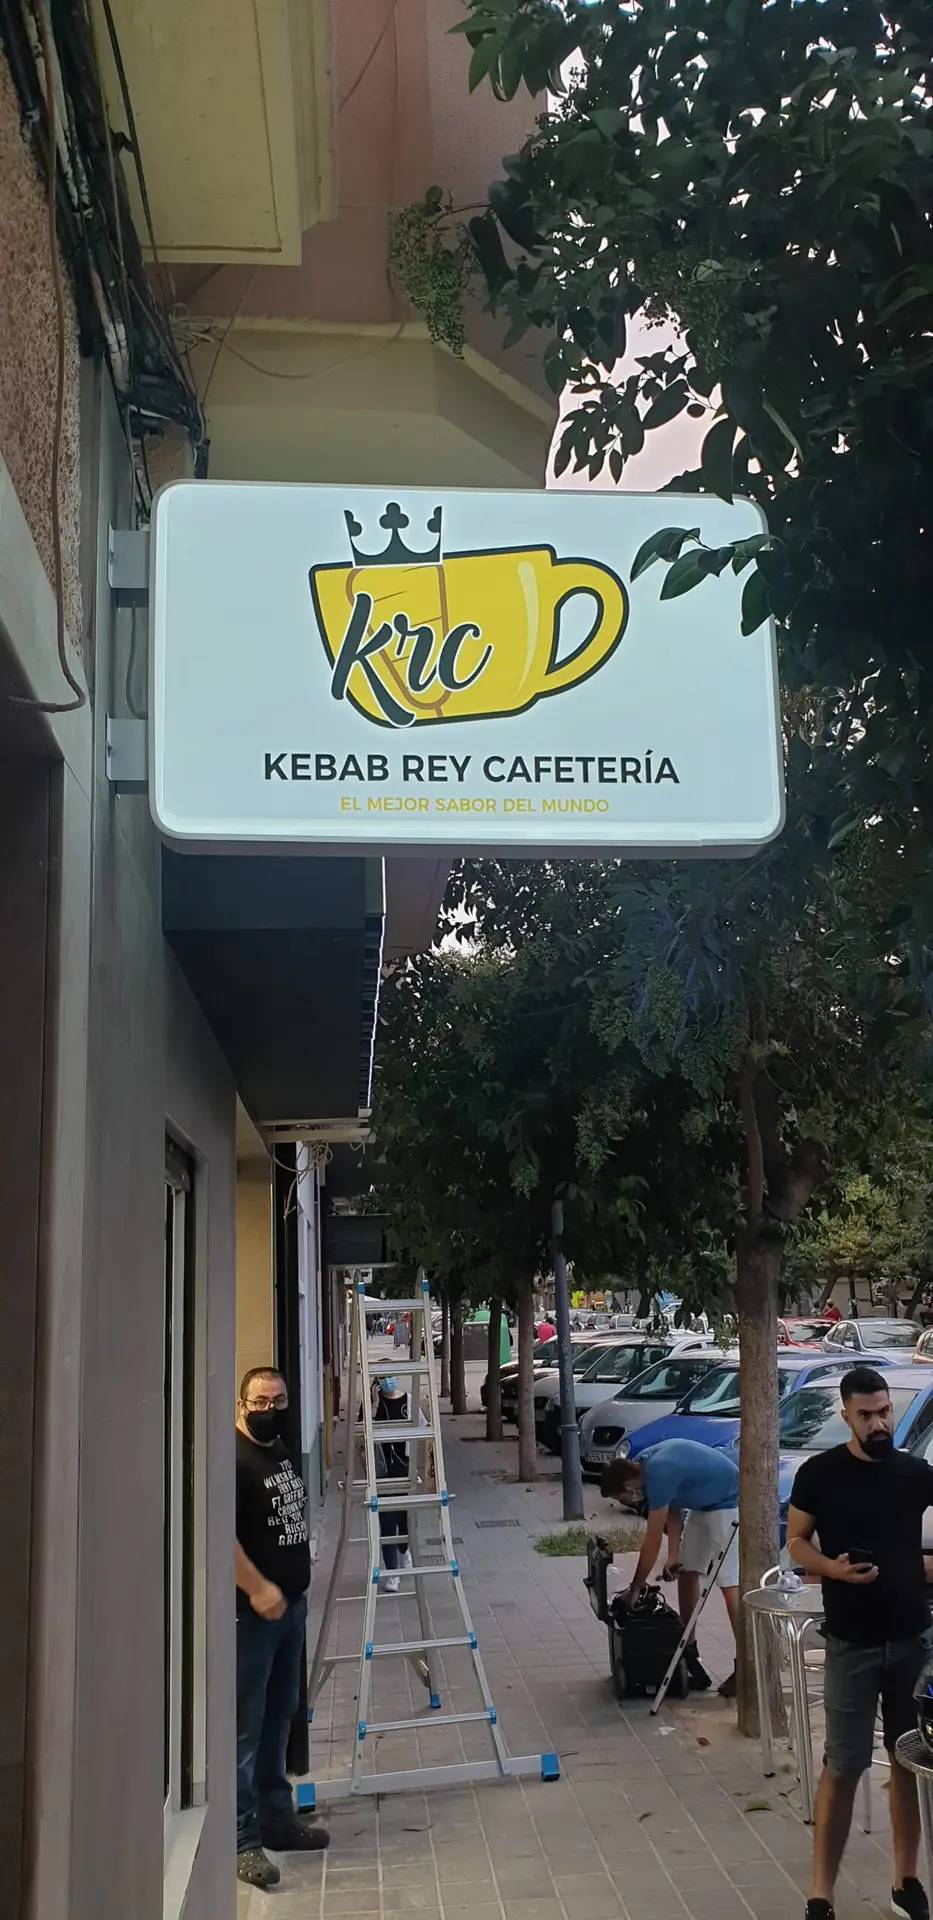 krc
KEBAB REY CAFETERÍA
EL MEJOR SABOR DEL MUNDO